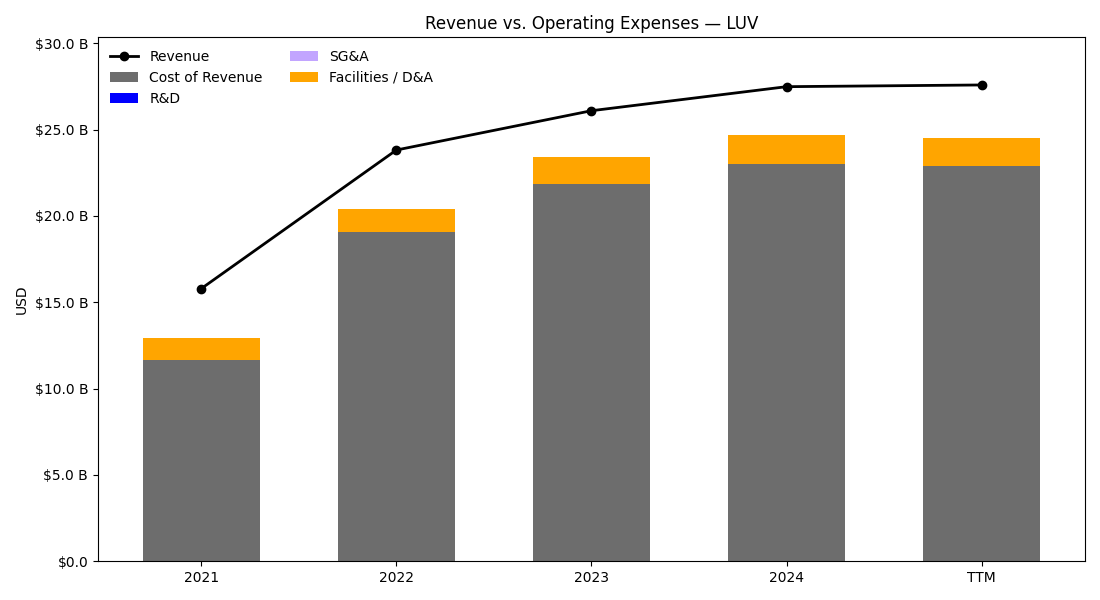 Revenue vs. Operating Expenses — LUV
Revenue
Cost of Revenue
R&D
SG&A
Facilities / D&A
USD
$30.0 B
$25.0 B
$20.0 B
$15.0 B
$10.0 B
$5.0 B
$0.0
2021 2022 2023 2024 TTM